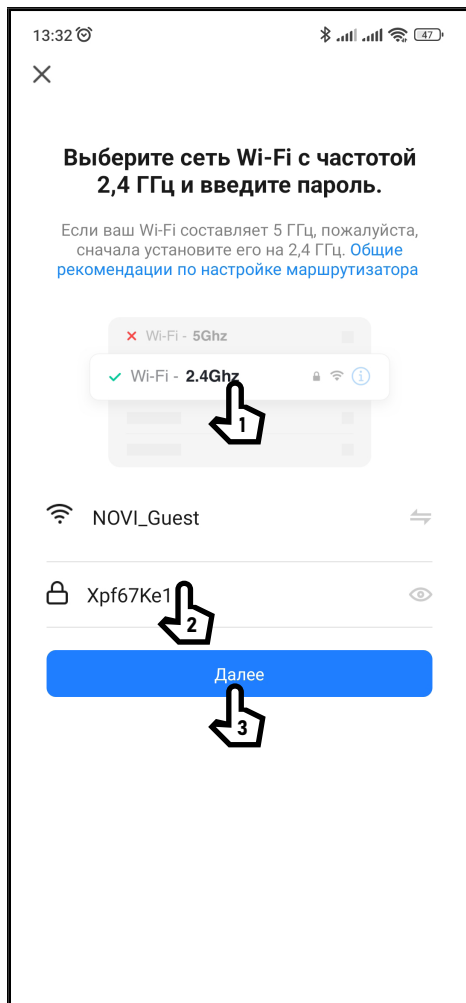 13:32
47
Выберите сеть Wi-Fi с частотой
2,4 ГГц и введите пароль.
Если ваш Wi-Fi составляет 5 ГГц, пожалуйста,
сначала установите его на 2,4 ГГц. Общие
рекомендации по настройке маршрутизатора
Wi-Fi - 5Ghz
Wi-Fi - 2.4Ghz
1
NOVI_Guest
Xpf67Ke1
2
Далее
3